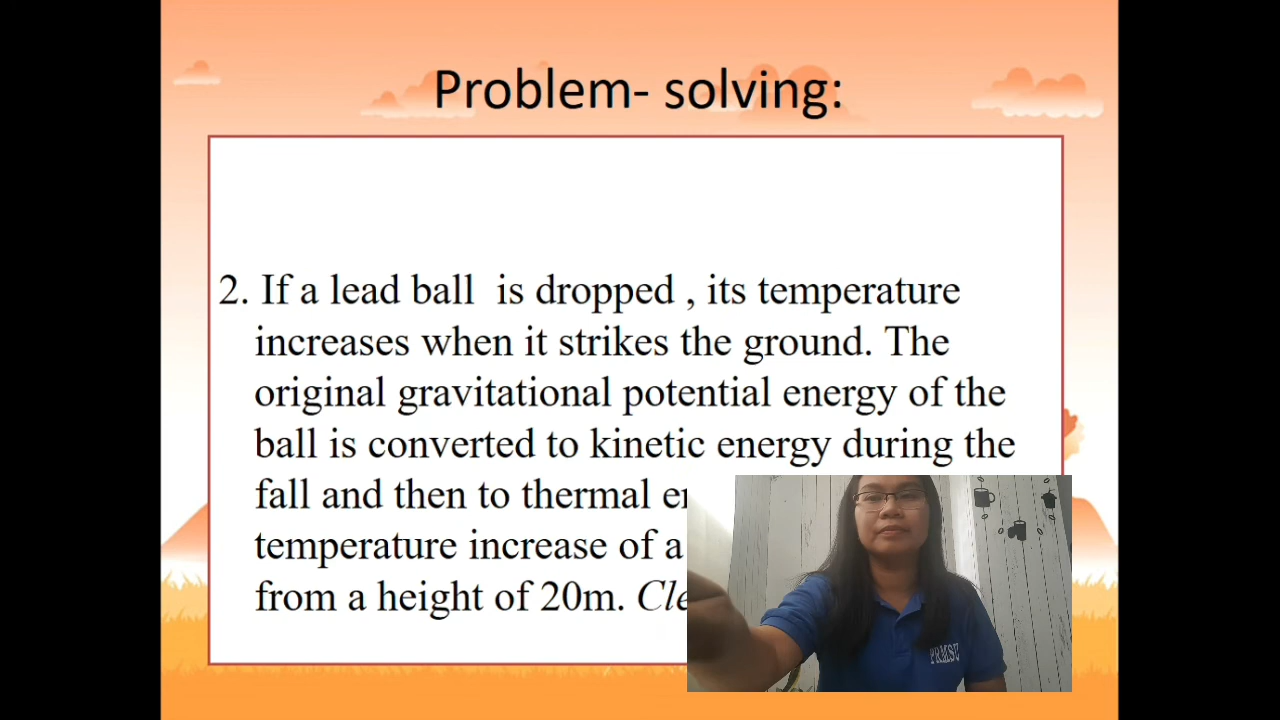 Problem- solving:
2. If a lead ball  is dropped , its temperature
increases when it strikes the ground. The
original gravitational potential energy of the
ball is converted to kinetic energy during the
fall and then to thermal
temperature increase of a
from a height of 20m.
PRMSU